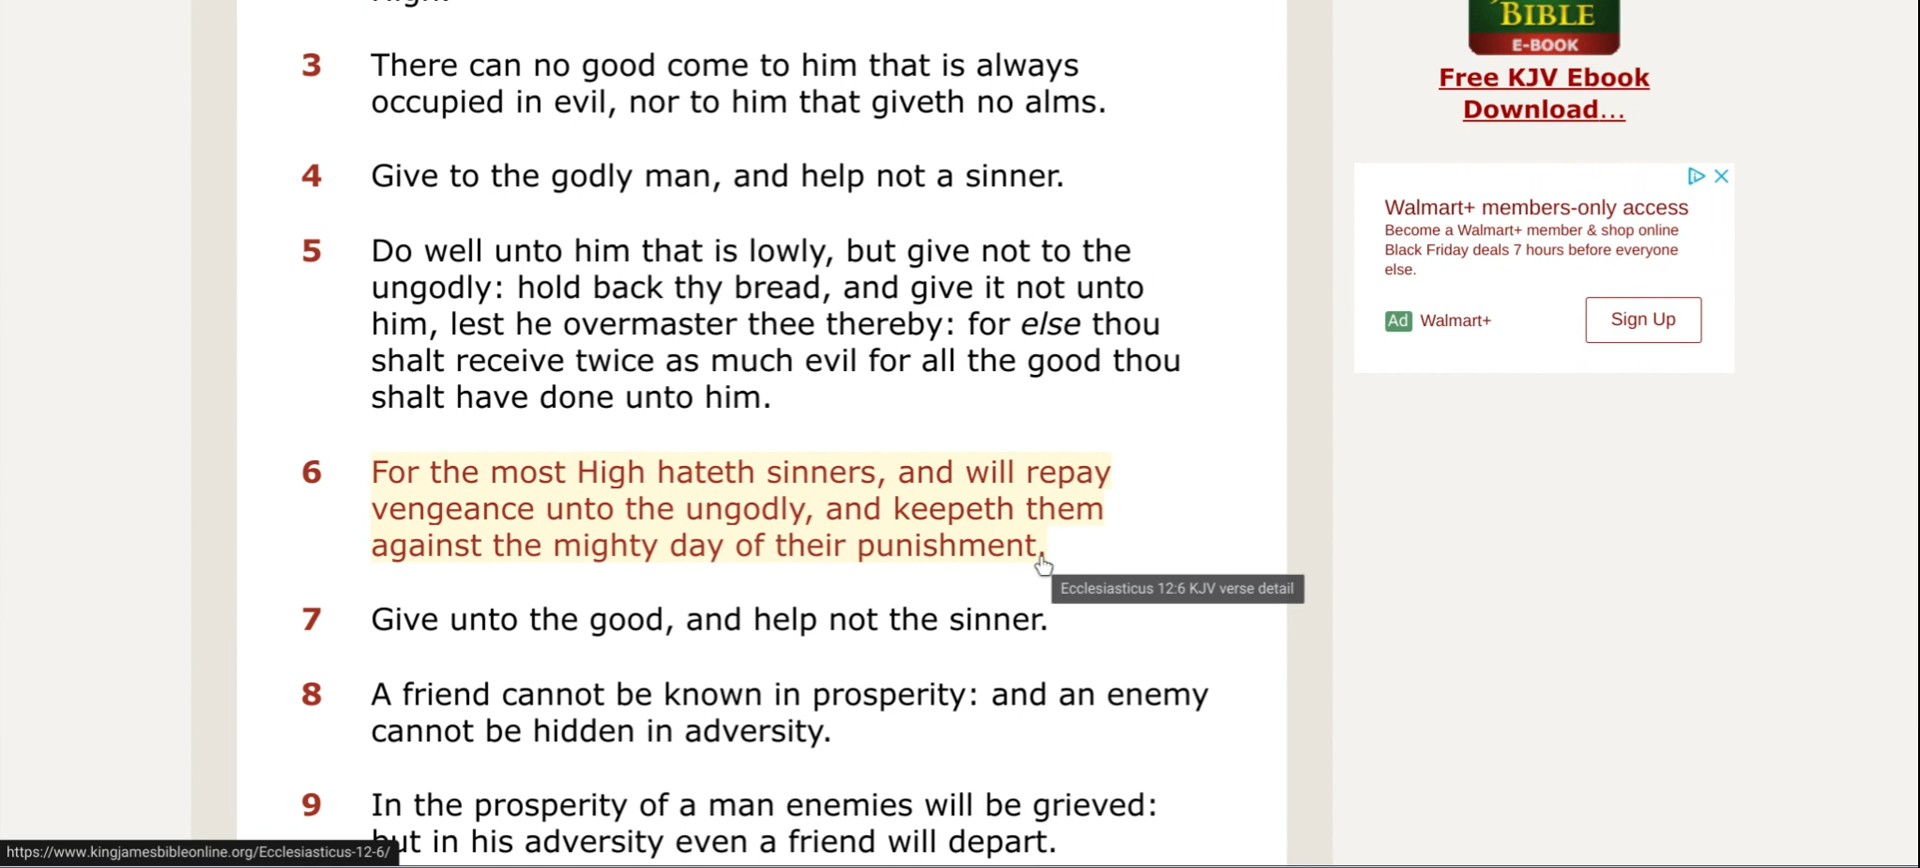 3 There can no good come to him that is always
occupied in evil, nor to him that giveth no alms.
4 Give to the godly man, and help not a sinner.
5 Do well unto him that is lowly, but give not to the
ungodly: hold back thy bread, and give it not unto
him, lest he overmaster thee thereby: for else thou
shalt receive twice as much evil for all the good thou
shalt have done unto him.
6 For the most High hateth sinners, and will repay
vengeance unto the ungodly, and keepeth them
against the mighty day of their punishment.
Ecclesiasticus 12:6 KJV verse detail
7 Give unto the good, and help not the sinner.
8 A friend cannot be known in prosperity: and an enemy
cannot be hidden in adversity.
9 In the prosperity of a man enemies will be grieved:
but in his adversity even a friend will depart.
https://www.kingjamesbibleonline.org/Ecclesiasticus-12-6/
BIBLE
E-BOOK
Free KJV Ebook
Download...
Walmart+ members-only access
Become a Walmart+ member & shop online
Black Friday deals 7 hours before everyone
else.
Ad Walmart+
Sign Up